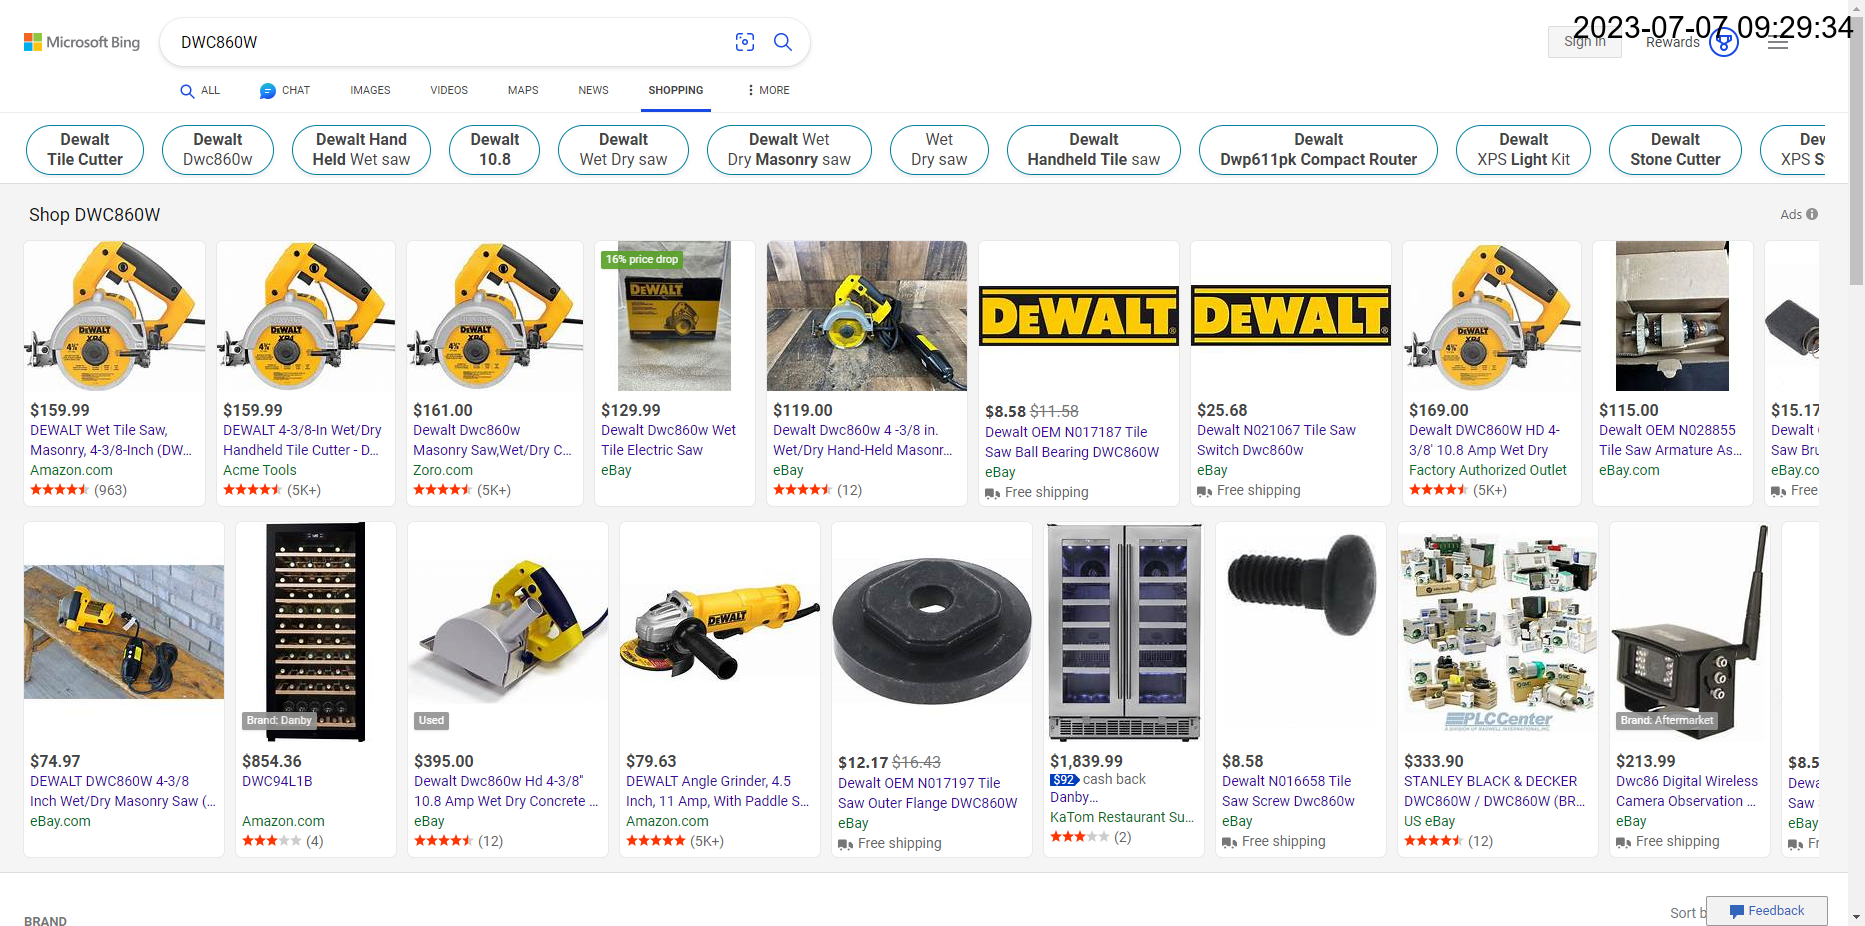 2023-07-07 09:29:34
Microsoft Bing
DWC860W
Sign in
Rewards
ALL
CHAT
IMAGES
VIDEOS
MAPS
NEWS
SHOPPING
MORE
Dewalt
Tile Cutter
Dewalt
Dwc860w
Dewalt Hand
Held Wet saw
Dewalt
10.8
Dewalt
Wet Dry saw
Dewalt Wet
Dry Masonry saw
Wet
Dry saw
Dewalt
Handheld Tile saw
Dewalt
Dwp611pk Compact Router
Dewalt
XPS Light Kit
Dewalt
Stone Cutter
Shop DWC860W
Ads
$159.99
DEWALT Wet Tile Saw,
Masonry, 4-3/8-Inch (DW...
Amazon.com
(963)
$159.99
DEWALT 4-3/8-In Wet/Dry
Handheld Tile Cutter - D...
Acme Tools
(5K+)
$161.00
Dewalt Dwc860w
Masonry Saw,Wet/Dry C...
Zoro.com
(5K+)
16% price drop
DEWALT
$129.99
Dewalt Dwc860w Wet
Tile Electric Saw
eBay
$119.00
Dewalt Dwc860w 4 -3/8 in.
Wet/Dry Hand-Held Masonr...
eBay
(12)
DEWALT
$8.58 $11.58
Dewalt OEM N017187 Tile
Saw Ball Bearing DWC860W
eBay
Free shipping
DEWALT
$25.68
Dewalt N021067 Tile Saw
Switch Dwc860w
eBay
Free shipping
$169.00
Dewalt DWC860W HD 4-
3/8' 10.8 Amp Wet Dry
Factory Authorized Outlet
(5K+)
$115.00
Dewalt OEM N028855
Tile Saw Armature As...
eBay.com
$15.17
Dewalt
Saw Bru
eBay.co
Free
$74.97
DEWALT DWC860W 4-3/8
Inch Wet/Dry Masonry Saw (...
eBay.com
Brand: Danby
$854.36
DWC94L1B
Amazon.com
(4)
Used
$395.00
Dewalt Dwc860w Hd 4-3/8"
10.8 Amp Wet Dry Concrete ...
eBay
(12)
DEWALT
$79.63
DEWALT Angle Grinder, 4.5
Inch, 11 Amp, With Paddle S...
Amazon.com
(5K+)
$12.17 $16.43
Dewalt OEM N017197 Tile
Saw Outer Flange DWC860W
eBay
Free shipping
$1,839.99
$92 cash back
Danby...
KaTom Restaurant Su...
(2)
$8.58
Dewalt N016658 Tile
Saw Screw Dwc860w
eBay
Free shipping
PLCCenter
$333.90
STANLEY BLACK & DECKER
DWC860W / DWC860W (BR...
US eBay
(12)
Brand: Aftermarket
$213.99
Dwc86 Digital Wireless
Camera Observation ...
eBay
Free shipping
$8.5
Dewa
Saw
eBay
Fr
BRAND
Sort b
Feedback